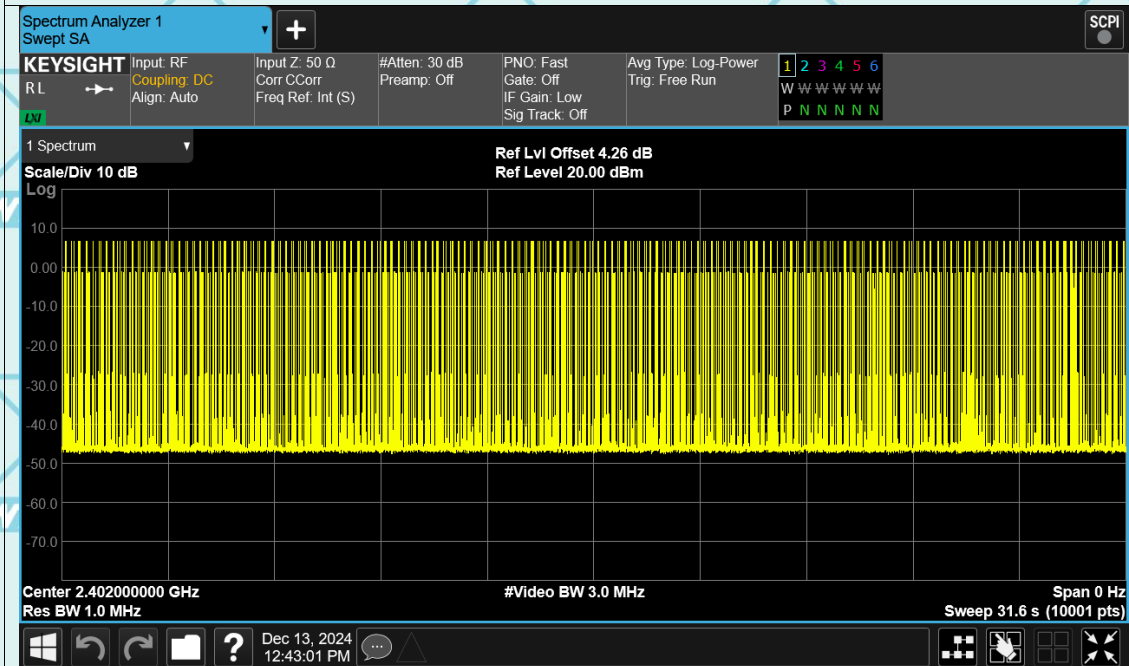 Spectrum Analyzer 1
Swept SA
+
SCPI
KEYSIGHT
RL
LXI
Input: RF
Coupling: DC
Align: Auto
Input Z: 50 Ω
Corr CCorr
Freq Ref: Int (S)
#Atten: 30 dB
Preamp: Off
PNO: Fast
Gate: Off
IF Gain: Low
Sig Track: Off
Avg Type: Log-Power
Trig: Free Run
1 2 3 4 5 6
W W W W W W
P N N N N N
1 Spectrum
Scale/Div 10 dB
Ref Lvl Offset 4.26 dB
Ref Level 20.00 dBm
Log
10.0
0.00
-10.0
-20.0
-30.0
-40.0
-50.0
-60.0
-70.0
Center 2.402000000 GHz
#Video BW 3.0 MHz
Span 0 Hz
Res BW 1.0 MHz
Sweep 31.6 s (10001 pts)
?
Dec 13, 2024
12:43:01 PM